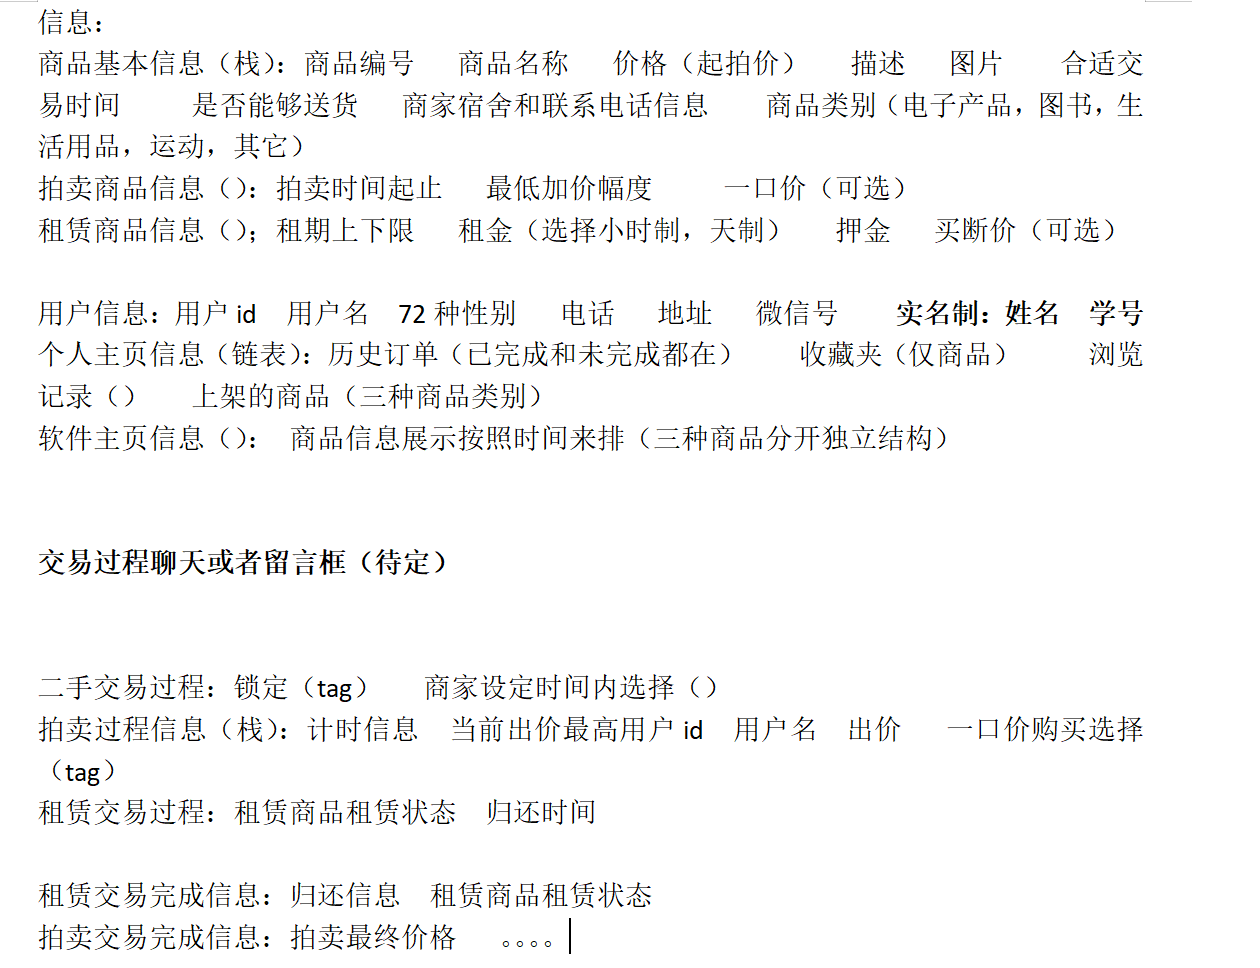 信息：
商品基本信息（栈）：商品编号 商品名称 价格（起拍价） 描述 图片 合适交
易时间 是否能够送货 商家宿舍和联系电话信息 商品类别（电子产品，图书，生
活用品，运动，其它）
拍卖商品信息（）：拍卖时间起止 最低加价幅度 一口价（可选）
租赁商品信息（）；租期上下限 租金（选择小时制，天制） 押金 买断价（可选）
用户信息：用户 id 用户名 72 种性别 电话 地址 微信号 实名制：姓名 学号
个人主页信息（链表）：历史订单（已完成和未完成都在） 收藏夹（仅商品） 浏览
记录（） 上架的商品（三种商品类别）
软件主页信息（）： 商品信息展示按照时间来排（三种商品分开独立结构）
交易过程聊天或者留言框（待定）
二手交易过程：锁定（tag） 商家设定时间内选择（）
拍卖过程信息（栈）：计时信息 当前出价最高用户 id 用户名 出价 一口价购买选择
（tag）
租赁交易过程：租赁商品租赁状态 归还时间
租赁交易完成信息：归还信息 租赁商品租赁状态
拍卖交易完成信息：拍卖最终价格 。。。。